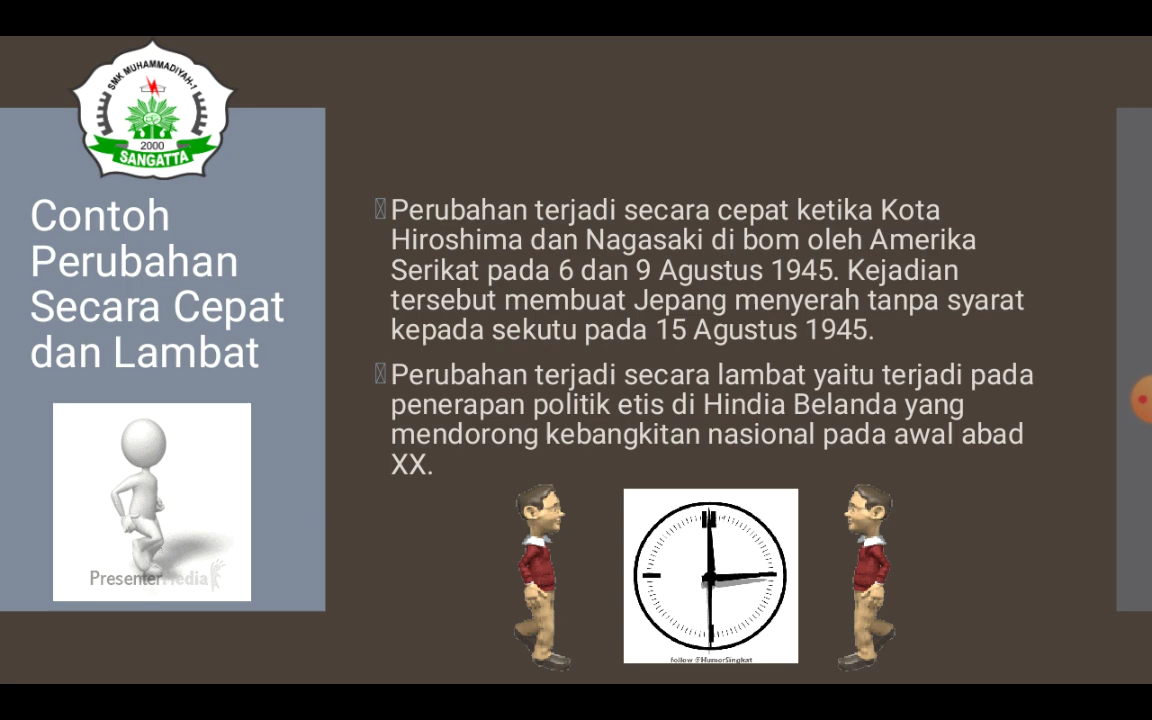 SMK MUHAMMADIYAH-1
2000
SANGATTA
Contoh
Perubahan
Secara Cepat
dan Lambat
Perubahan terjadi secara cepat ketika Kota
Hiroshima dan Nagasaki di bom oleh Amerika
Serikat pada 6 dan 9 Agustus 1945. Kejadian
tersebut membuat Jepang menyerah tanpa syarat
kepada sekutu pada 15 Agustus 1945.
Perubahan terjadi secara lambat yaitu terjadi pada
penerapan politik etis di Hindia Belanda yang
mendorong kebangkitan nasional pada awal abad
XX.
PresenterMedia
follow @HumorSingkat